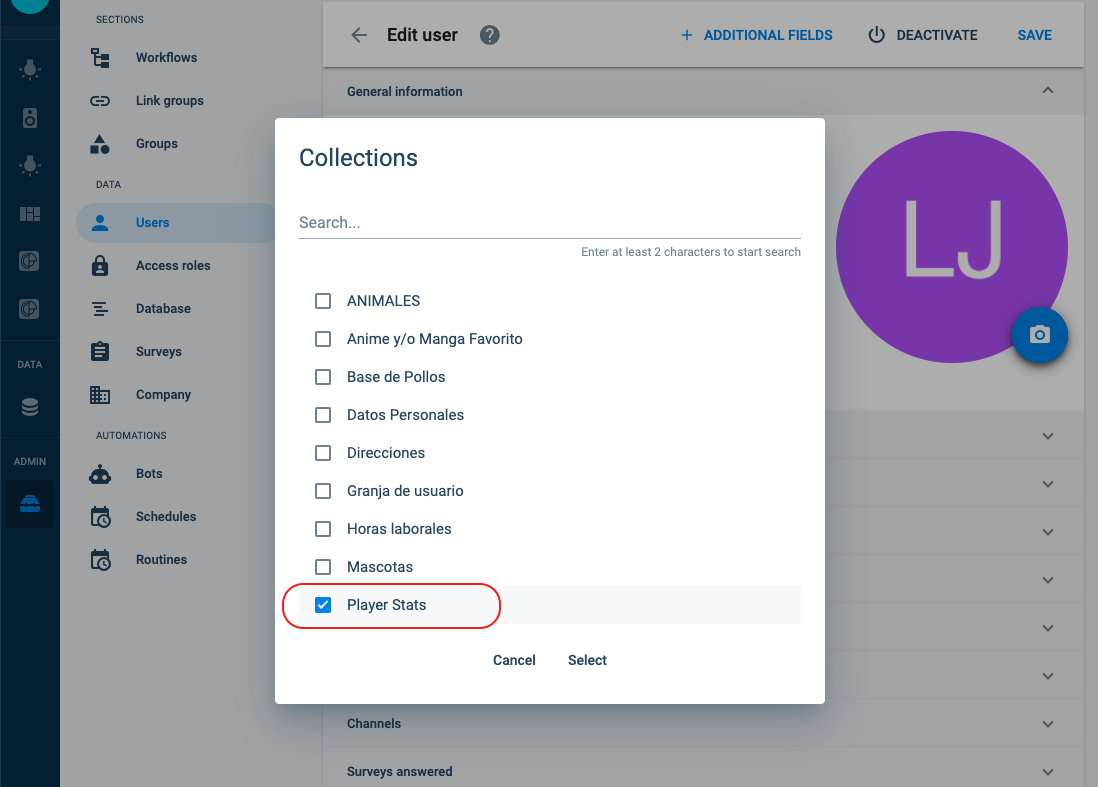 SECTIONS
Workflows
Link groups
Groups
DATA
Users
Access roles
Database
Surveys
Company
AUTOMATIONS
Bots
Schedules
Routines
DATA
ADMIN
Edit user ?
+ ADDITIONAL FIELDS
DEACTIVATE
SAVE
General information
LJ
Collections
Search...
Enter at least 2 characters to start search
ANIMALES
Anime y/o Manga Favorito
Base de Pollos
Datos Personales
Direcciones
Granja de usuario
Horas laborales
Mascotas
Player Stats
Cancel
Select
Channels
Surveys answered